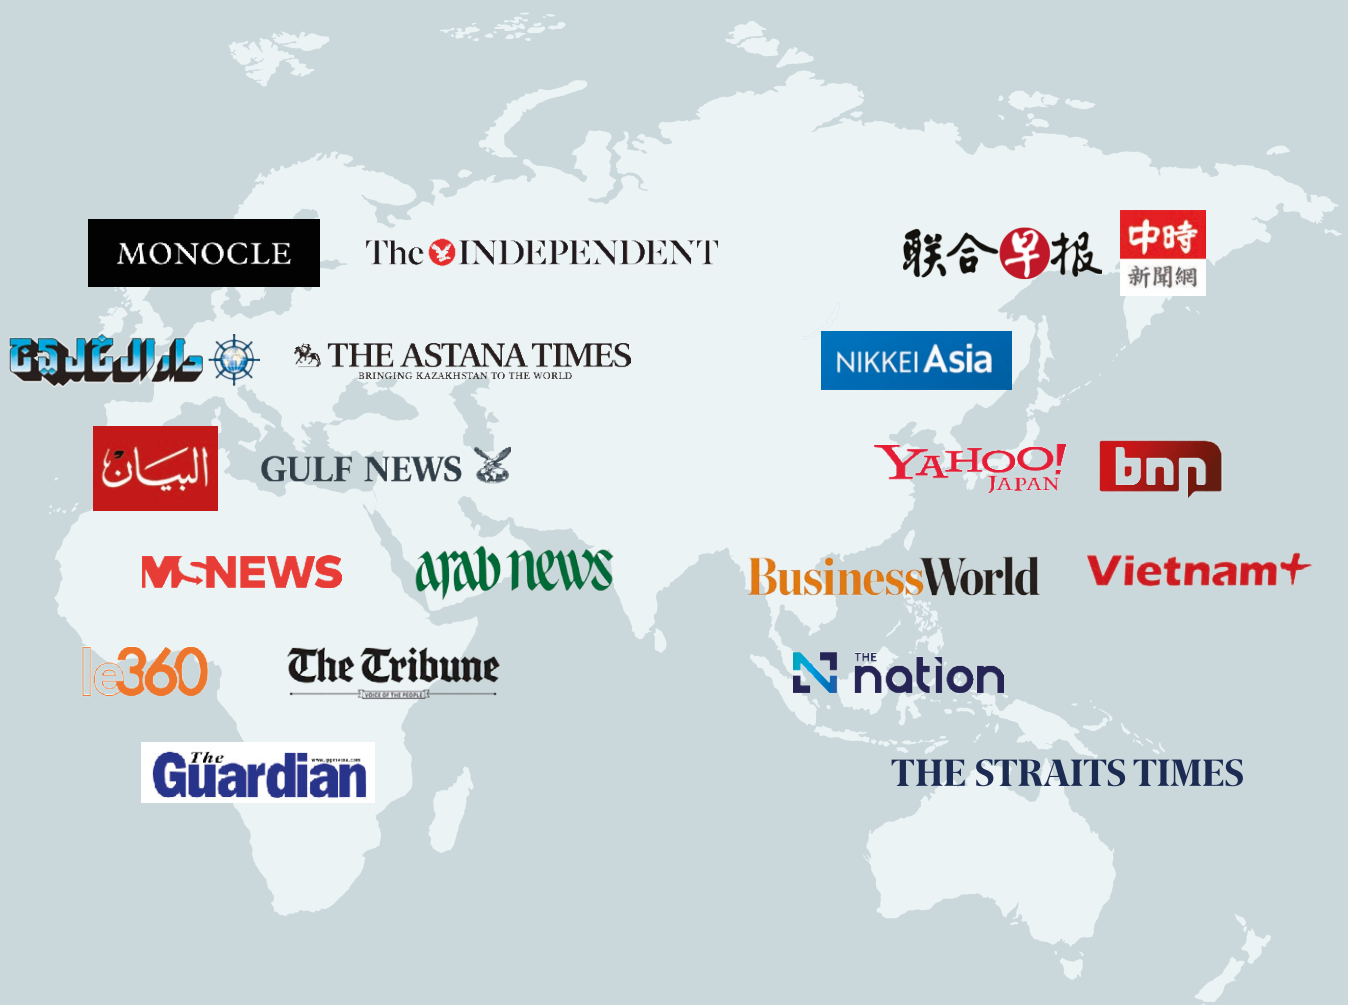 MONOCLE
The INDEPENDENT
联合早报
中時
新聞網
دار الخليج
THE ASTANA TIMES
BRINGING KAZAKHSTAN TO THE WORLD
NIKKEI Asia
البيان
GULF NEWS
YAHOO!
JAPAN
bnn
NEWS
arab news
BusinessWorld
Vietnam+
le360
The Tribune
VOICE OF THE PEOPLE
THE
nation
The
Guardian
THE STRAITS TIMES